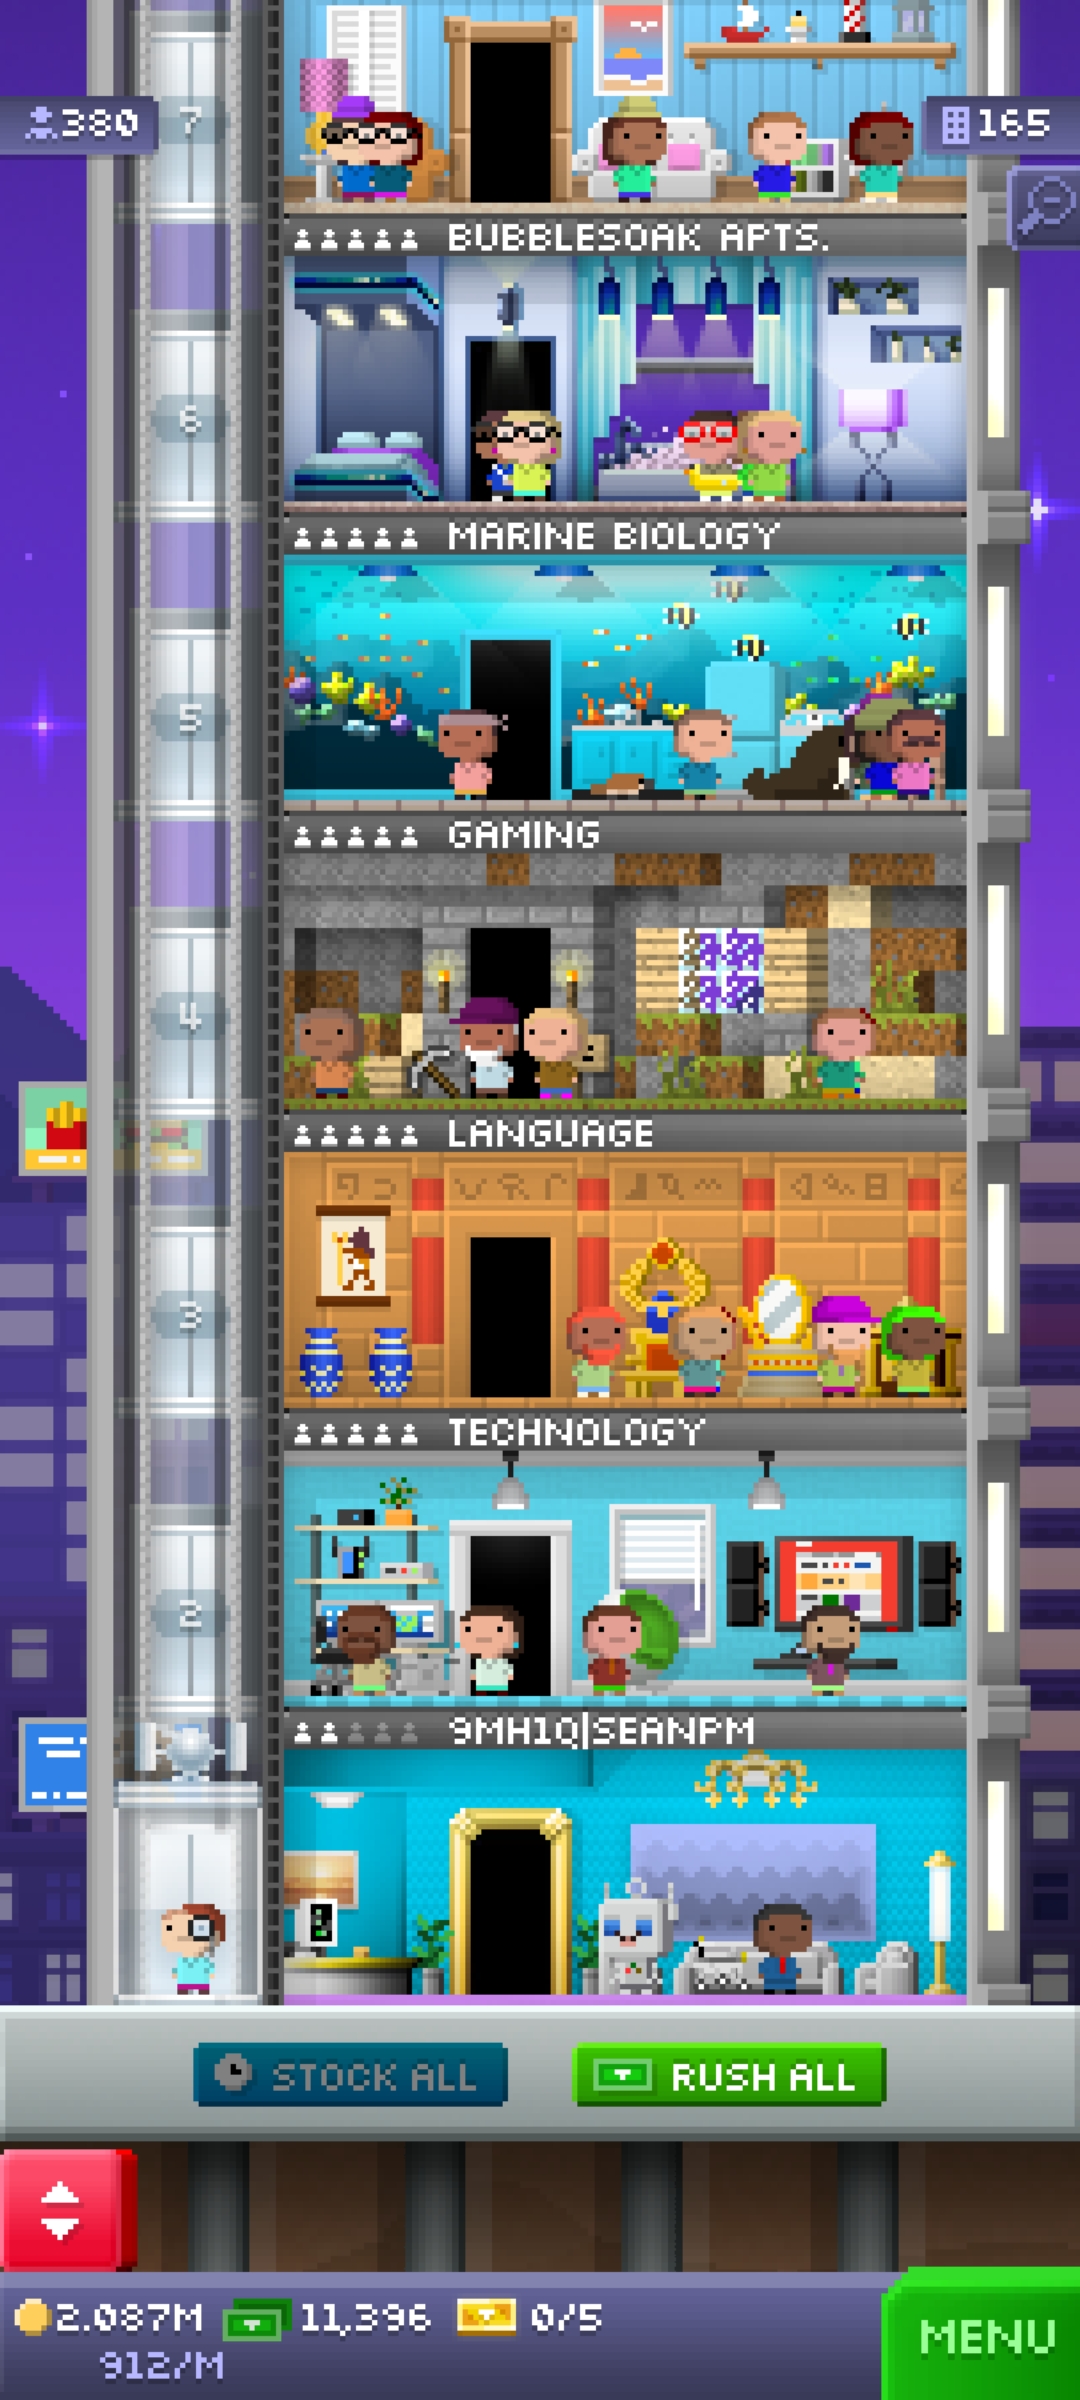 380
7
165
BUBBLESOAK APTS.
6
MARINE BIOLOGY
5
GAMING
4
LANGUAGE
3
TECHNOLOGY
2
9MH1Q|SEANPM
STOCK ALL
RUSH ALL
2.087M 11,396 0/5
912/M
MENU